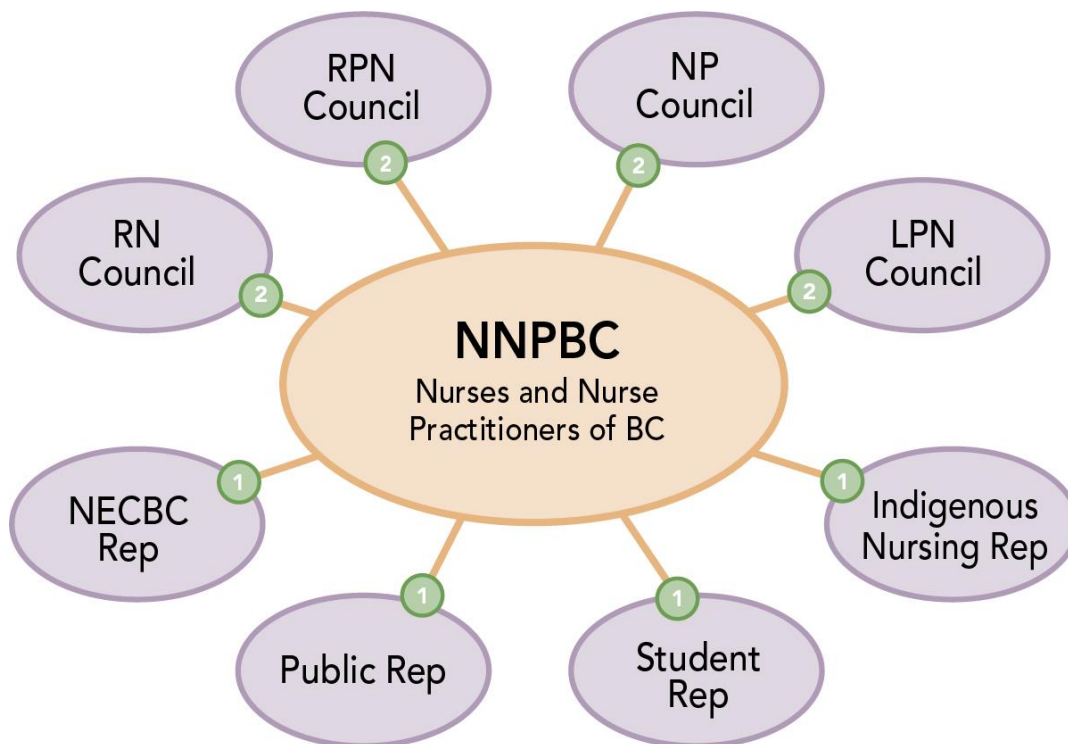 RPN
Council
2
NP
Council
2
RN
Council
2
LPN
Council
2
NNPBC
Nurses and Nurse
Practitioners of BC
NECBC
Rep
1
Indigenous
Nursing Rep
1
Public Rep
1
Student
Rep
1